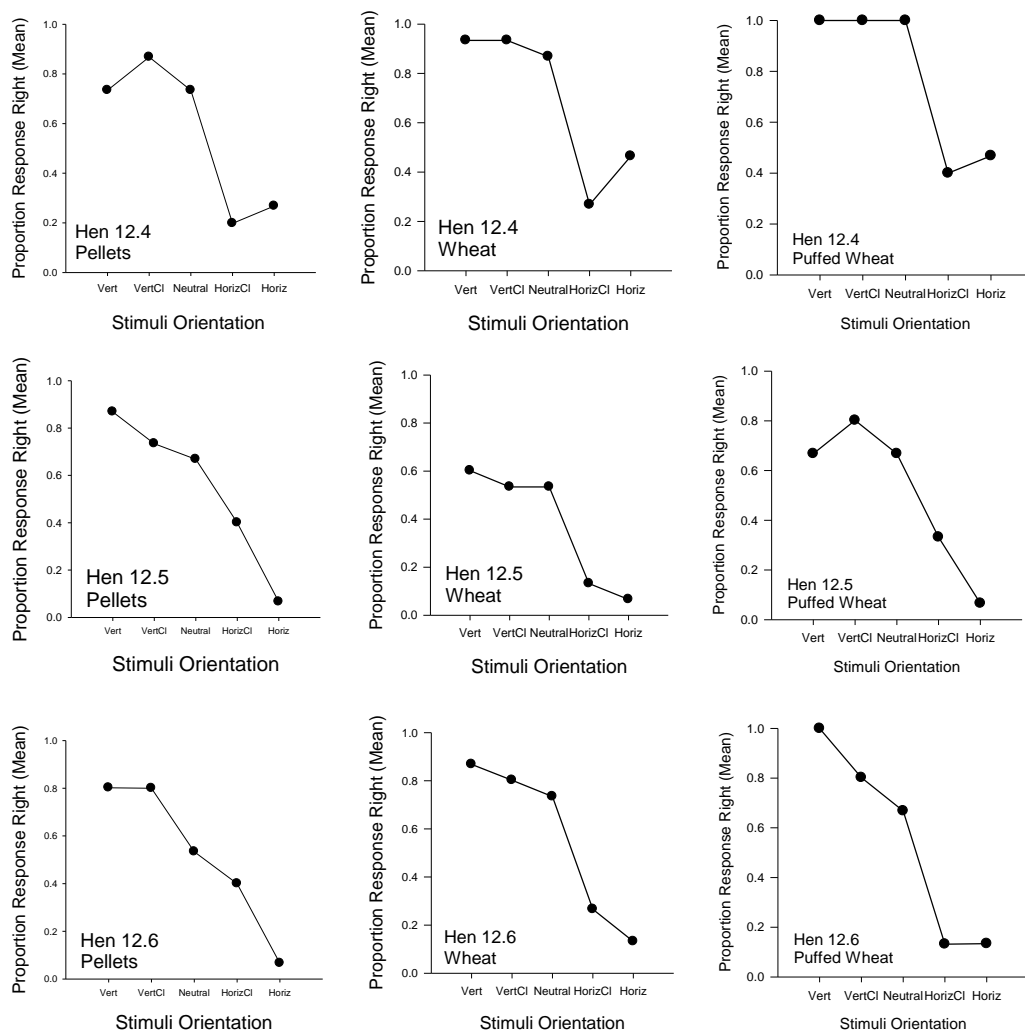 Proportion Response Right (Mean)
1.0
0.8
0.6
0.4
0.2
0.0
Hen 12.4
Pellets
Vert VertCl Neutral HorizCl Horiz
Stimuli Orientation
Proportion Response Right (Mean)
1.0
0.8
0.6
0.4
0.2
0.0
Hen 12.4
Wheat
Vert VertCl Neutral HorizCl Horiz
Stimuli Orientation
Proportion Response Right (Mean)
1.0
0.8
0.6
0.4
0.2
0.0
Hen 12.4
Puffed Wheat
Vert VertCl Neutral HorizCl Horiz
Stimuli Orientation
Proportion Response Right (Mean)
1.0
0.8
0.6
0.4
0.2
0.0
Hen 12.5
Pellets
Vert VertCl Neutral HorizCl Horiz
Stimuli Orientation
Proportion Response Right (Mean)
1.0
0.8
0.6
0.4
0.2
0.0
Hen 12.5
Wheat
Vert VertCl Neutral HorizCl Horiz
Stimuli Orientation
Proportion Response Right (Mean)
1.0
0.8
0.6
0.4
0.2
0.0
Hen 12.5
Puffed Wheat
Vert VertCl Neutral HorizCl Horiz
Stimuli Orientation
Proportion Response Right (Mean)
1.0
0.8
0.6
0.4
0.2
0.0
Hen 12.6
Pellets
Vert VertCl Neutral HorizCl Horiz
Stimuli Orientation
Proportion Response Right (Mean)
1.0
0.8
0.6
0.4
0.2
0.0
Hen 12.6
Wheat
Vert VertCl Neutral HorizCl Horiz
Stimuli Orientation
Proportion Response Right (Mean)
1.0
0.8
0.6
0.4
0.2
0.0
Hen 12.6
Puffed Wheat
Vert VertCl Neutral HorizCl Horiz
Stimuli Orientation